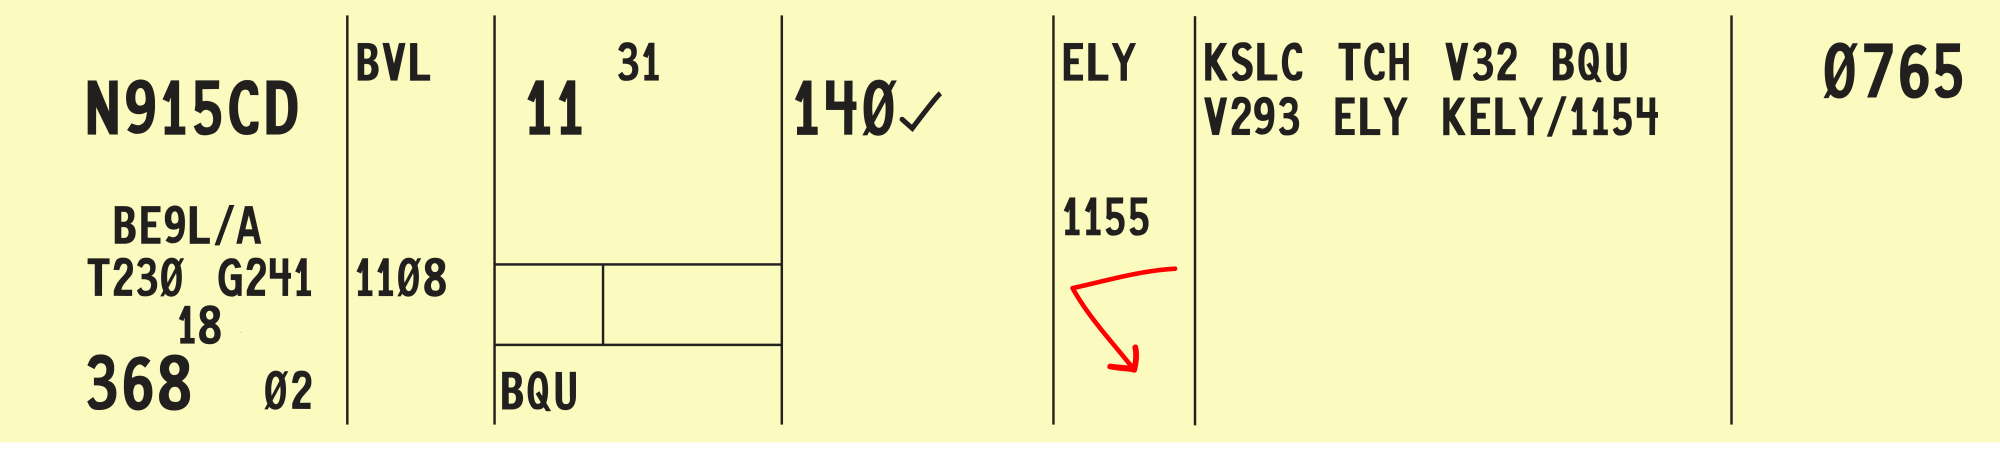 N915CD
BE9L/A
T23Ø G241
18
368 Ø2
BVL
11Ø8
31
11
BQU
14Ø✓
ELY
1155
KSLC TCH V32 BQU
V293 ELY KELY/1154
Ø765